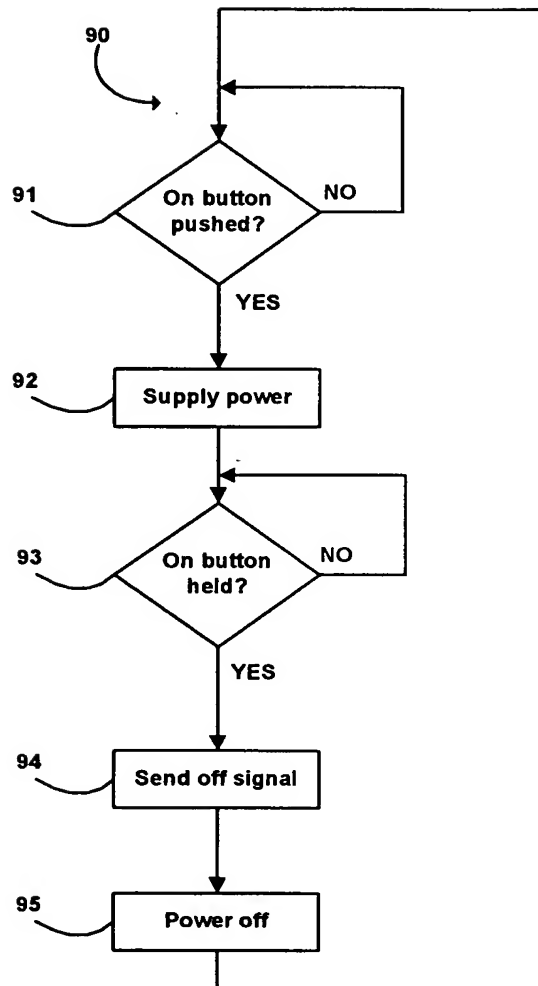 90
91
On button
pushed?
NO
YES
92
Supply power
93
On button
held?
NO
YES
94
Send off signal
95
Power off